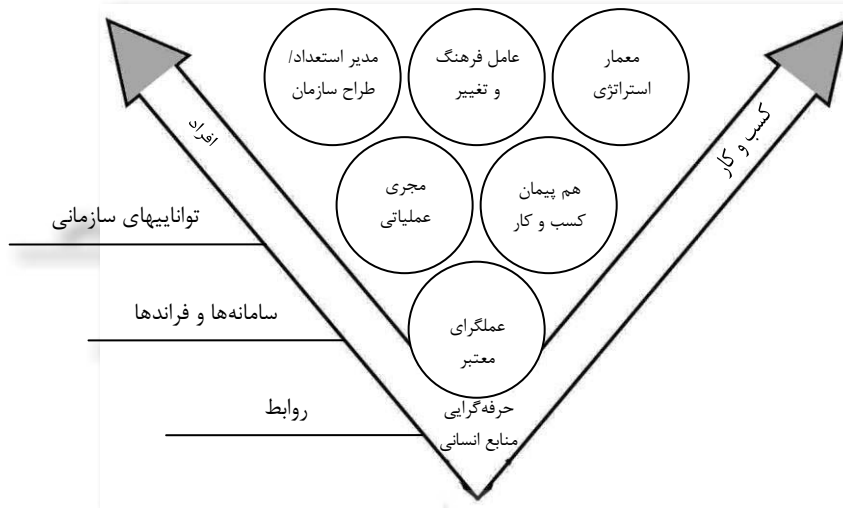 معمار
استراتژی
عامل فرهنگ
و تغییر
مدیر استعداد/
طراح سازمان
کسب و کار
افراد
هم پیمان
کسب و کار
مجری
عملیاتی
تواناییهای سازمانی
سامانه‌ها و فراندها
عملگرای
معتبر
روابط
حرفه‌گرایی
منابع انسانی